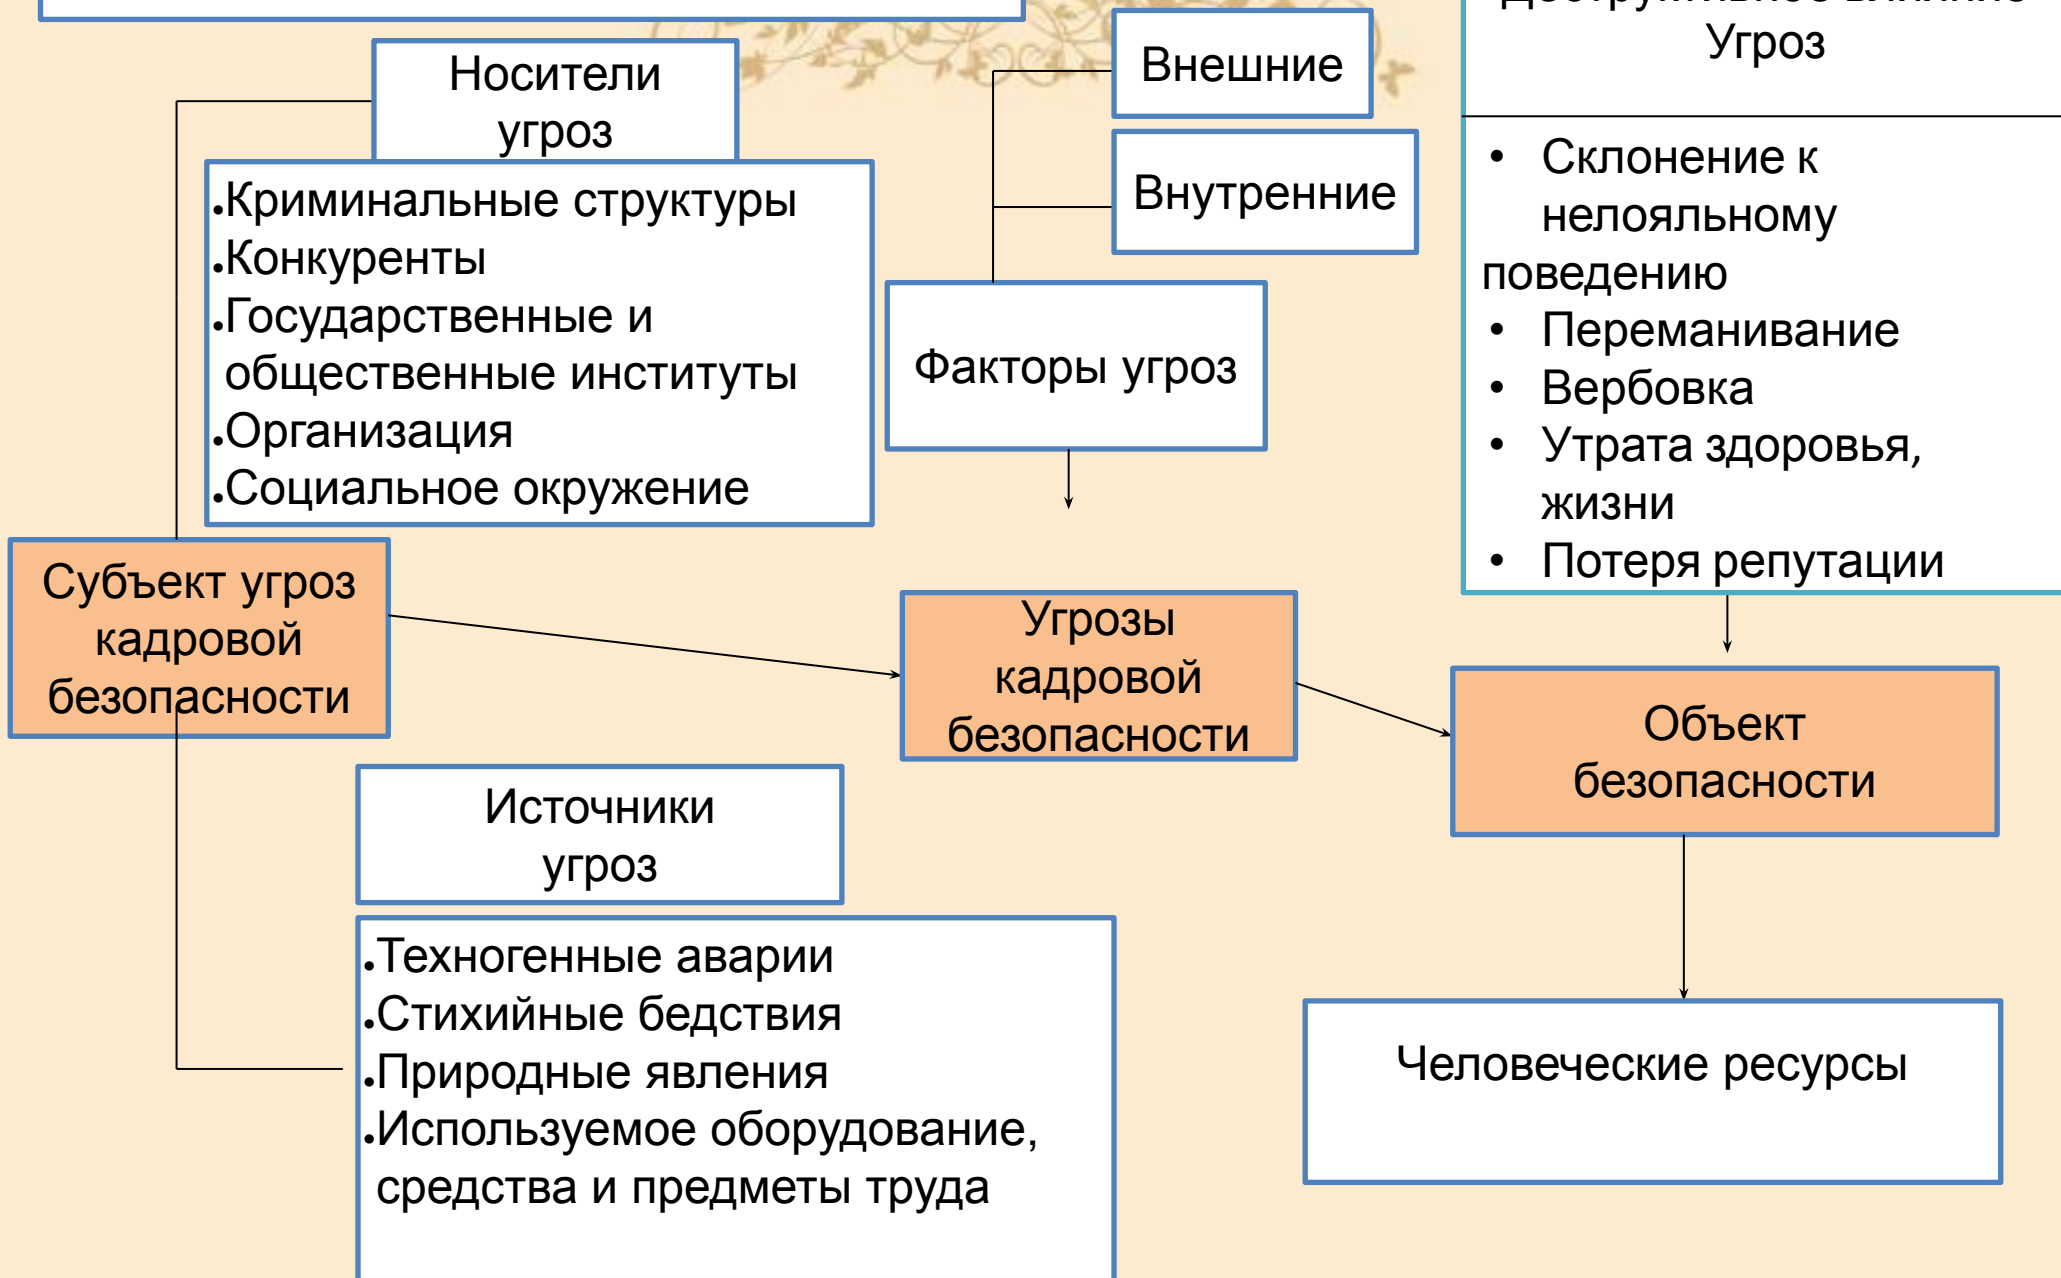 Носители
угроз
.Криминальные структуры
.Конкуренты
.Государственные и
общественные институты
.Организация
.Социальное окружение
Внешние
Внутренние
Факторы угроз
Угроз
• Склонение к
нелояльному
поведению
• Переманивание
• Вербовка
• Утрата здоровья,
жизни
• Потеря репутации
Субъект угроз
кадровой
безопасности
Угрозы
кадровой
безопасности
Объект
безопасности
Источники
угроз
.Техногенные аварии
.Стихийные бедствия
.Природные явления
.Используемое оборудование,
средства и предметы труда
Человеческие ресурсы